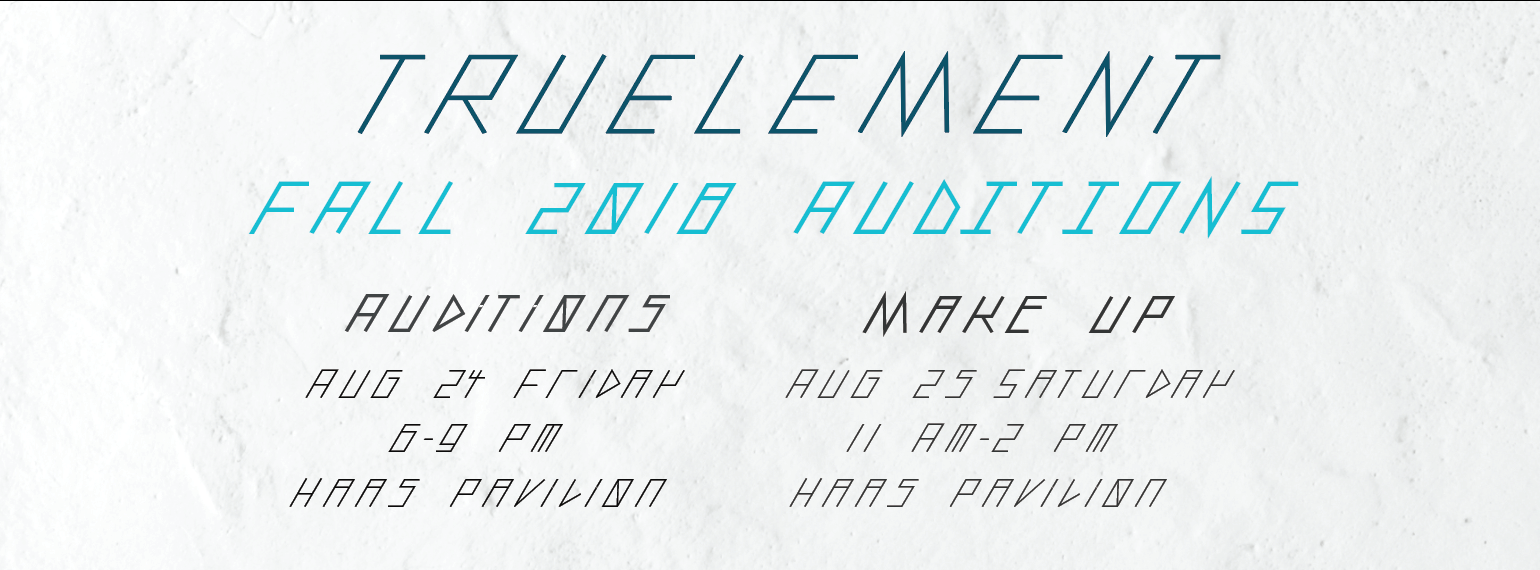 TRUELEMENT
FALL 2018 AUDITIONS
AUDiTiONS
AUG 24 FRIDAY
6-9 PM
HAAS PAVILION
MAKE UP
AUG 25 SATURDAY
11 AM-2 PM
HAAS PAVILION